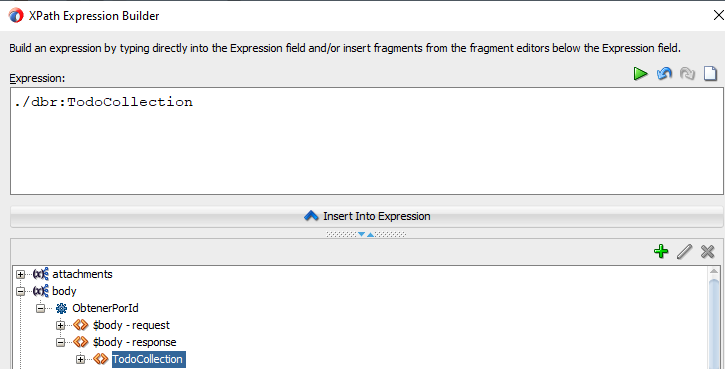 XPath Expression Builder
Build an expression by typing directly into the Expression field and/or insert fragments from the fragment editors below the Expression field.
Expression:
./dbr:TodoCollection
Insert Into Expression
attachments
body
ObtenerPorId
$body - request
$body - response
TodoCollection